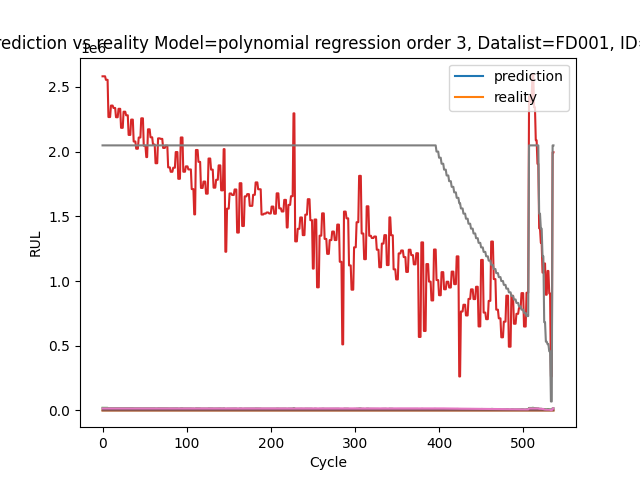 rediction vs reality Model=polynomial regression order 3, Datalist=FD001, ID=
1e6
2.5
2.0
1.5
1.0
0.5
0.0
RUL
0
100
200
300
400
500
Cycle
prediction
reality